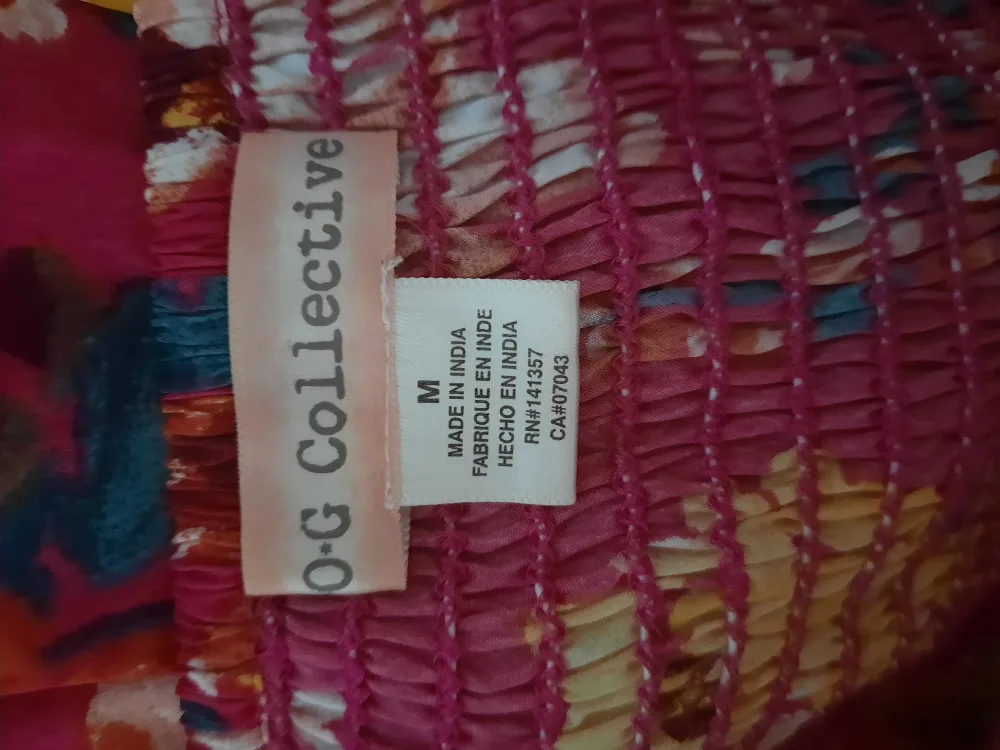 O*G Collective
M
MADE IN INDIA
FABRIQUE EN INDE
HECHO EN INDIA
RN#141357
CA#07043